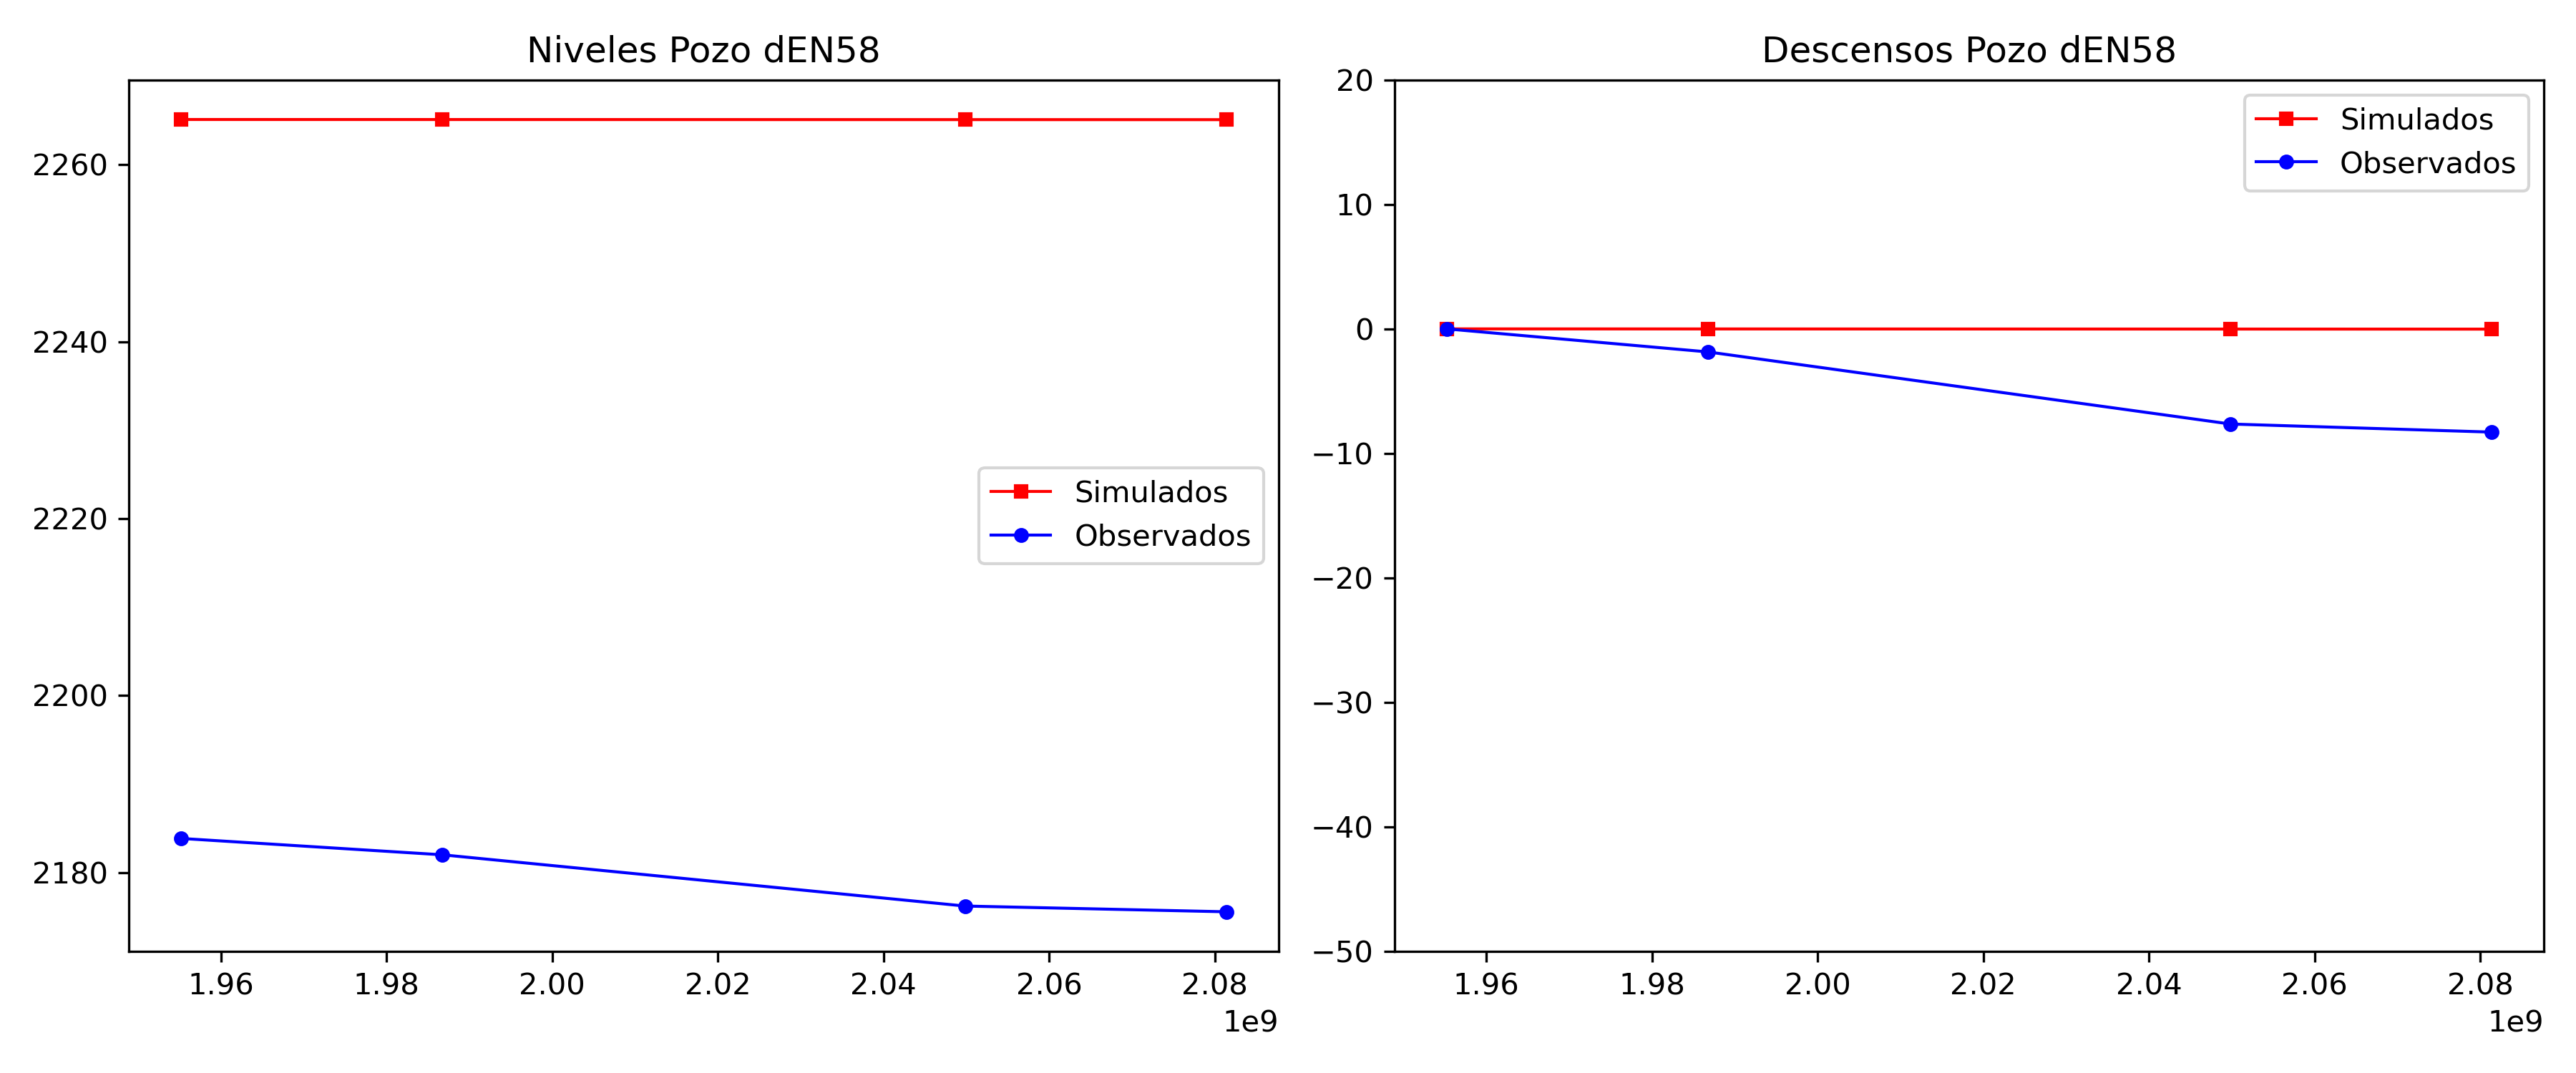 Niveles Pozo dEN58
2260
2240
2220
2200
2180
Simulados
Observados
1.96 1.98 2.00 2.02 2.04 2.06 2.08
1e9
Descensos Pozo dEN58
20
10
0
−10
−20
−30
−40
−50
Simulados
Observados
1.96 1.98 2.00 2.02 2.04 2.06 2.08
1e9